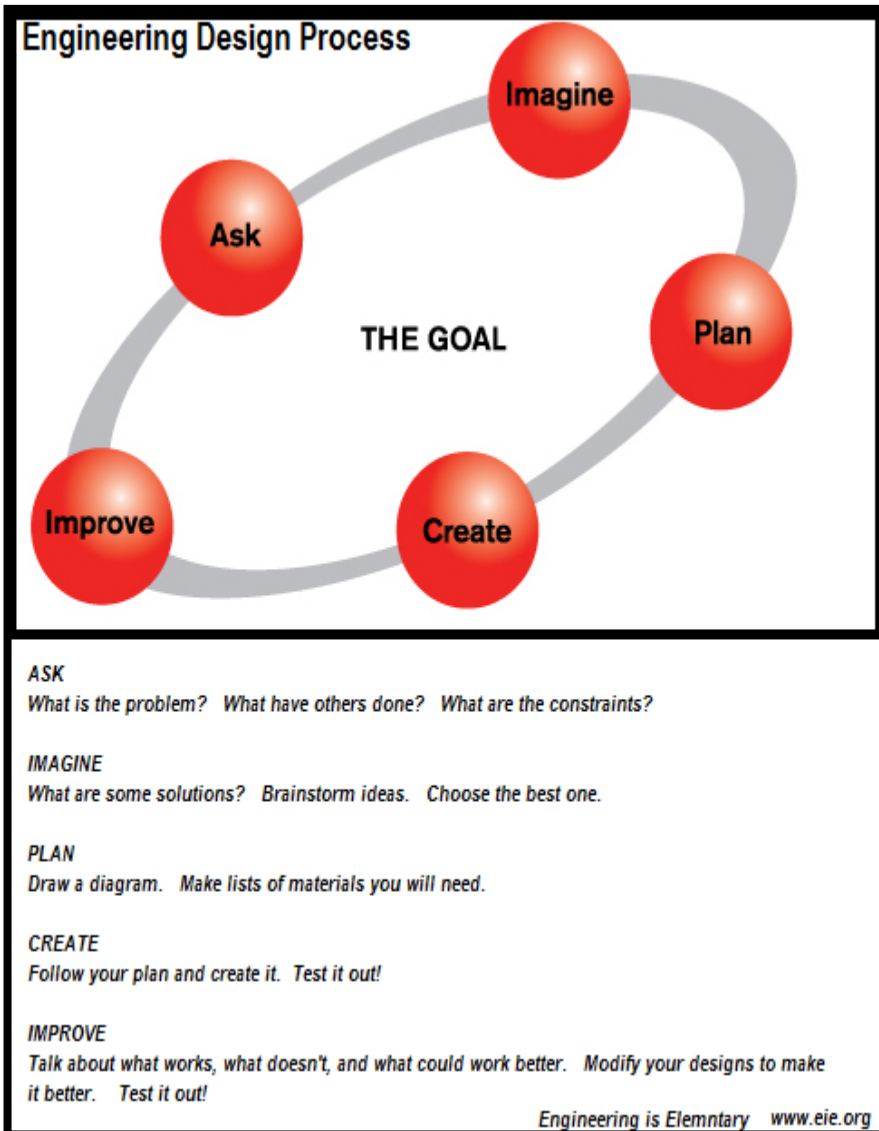 Engineering Design Process
Imagine
Ask
THE GOAL
Plan
Improve
Create
ASK
What is the problem? What have others done? What are the constraints?
IMAGINE
What are some solutions? Brainstorm ideas. Choose the best one.
PLAN
Draw a diagram. Make lists of materials you will need.
CREATE
Follow your plan and create it. Test it out!
IMPROVE
Talk about what works, what doesn't, and what could work better. Modify your designs to make
it better. Test it out!
Engineering is Elemntary www.eie.org